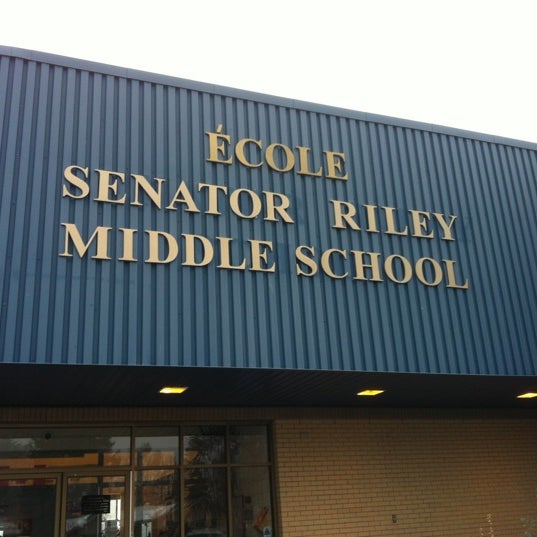 ÉCOLE
SENATOR RILEY
MIDDLE SCHOOL